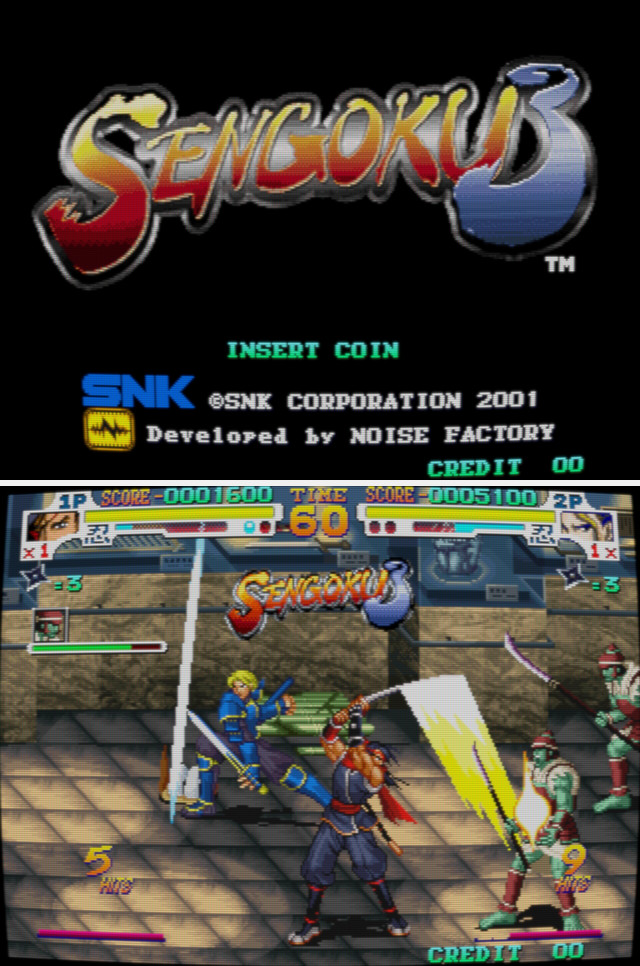 SENGOKU 3
TM
INSERT COIN
SNK ©SNK CORPORATION 2001
Developed by NOISE FACTORY
CREDIT 00
1P SCORE-0001600 TIME SCORE-0005100 2P
60
忍 忍
×1 1×
=3 =3
SENGOKU 3
5 HITS
9 HITS
CREDIT 00